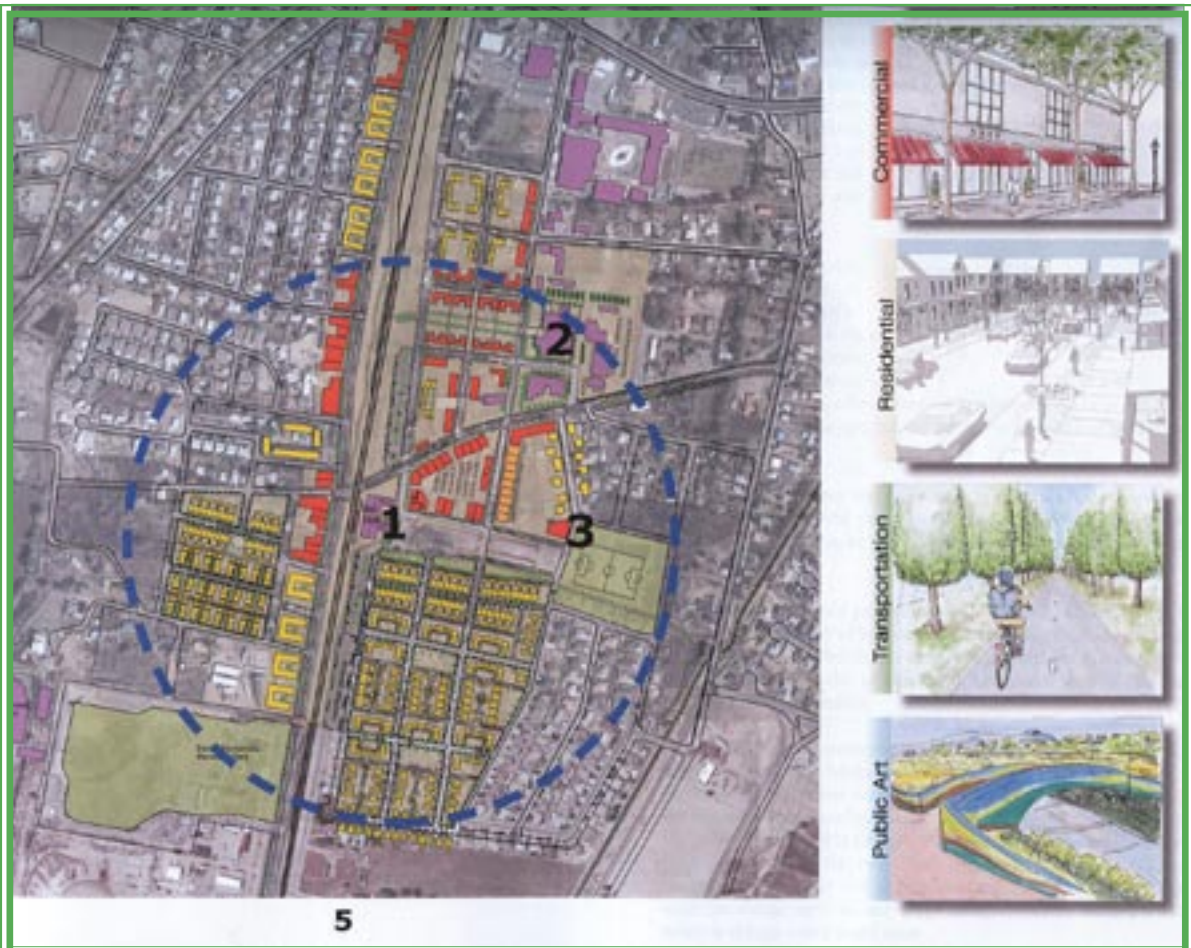 Commercial
2
Residential
1
3
Transportation
Public Art
5